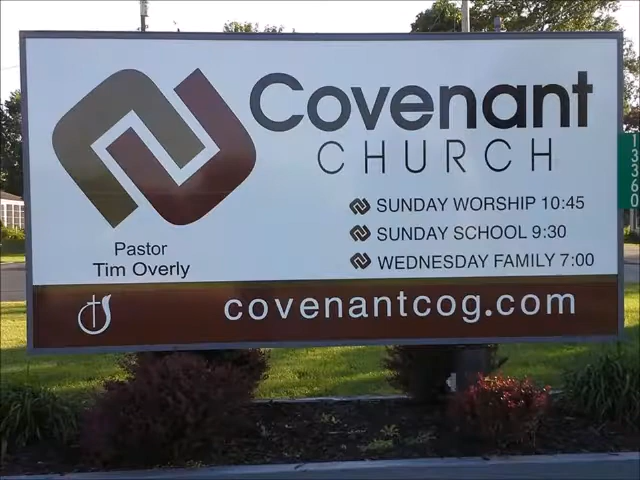 Covenant
CHURCH
SUNDAY WORSHIP 10:45
SUNDAY SCHOOL 9:30
WEDNESDAY FAMILY 7:00
Pastor
Tim Overly
covenantcog.com
13360